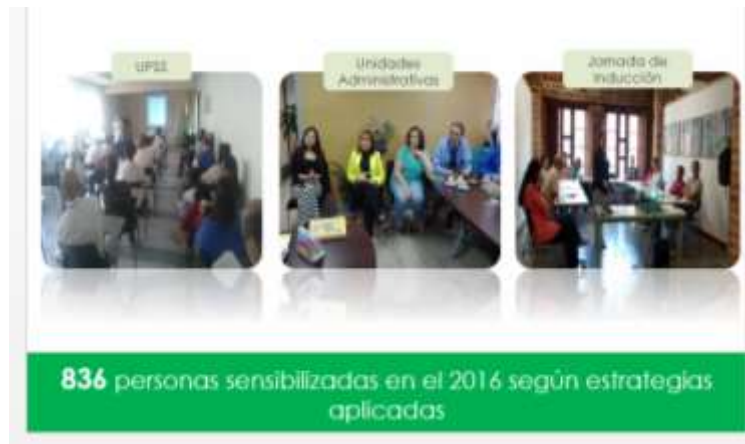 UPSS
Unidades
Administrativas
Jornada de
Inducción
836 personas sensibilizadas en el 2016 según estrategias
aplicadas